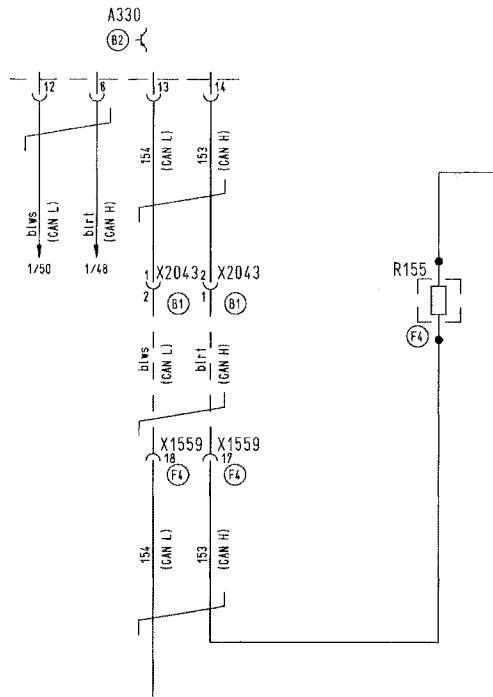 A330
B2
12 6 13 14
blws (CAN L)
blrt (CAN H)
154 (CAN L)
153 (CAN H)
1/50 1/48
1 X2043 2 X2043
2 B1 1 B1
R155
F4
blws (CAN L)
blrt (CAN H)
X1559 X1559
18 17
F4 F4
154 (CAN L)
153 (CAN H)